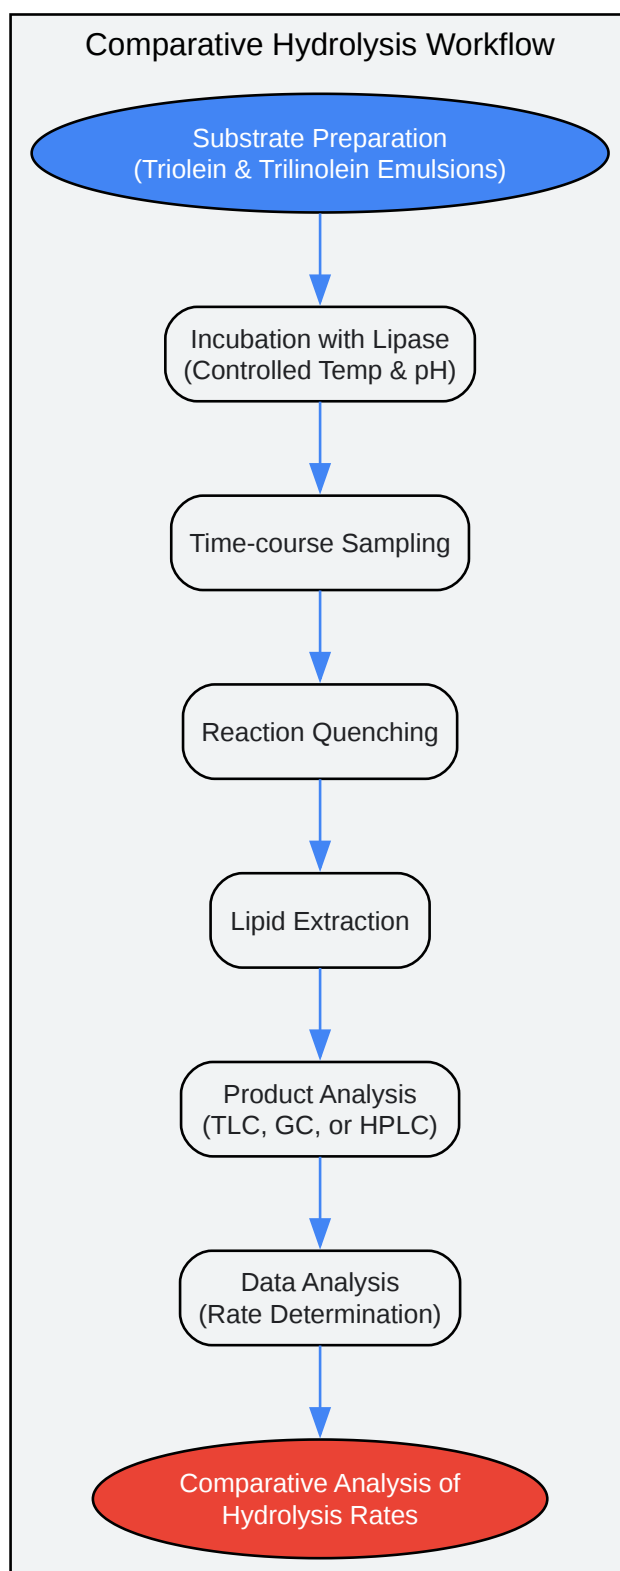 Comparative Hydrolysis Workflow
Substrate Preparation
(Triolein & Trilinolein Emulsions)
Incubation with Lipase
(Controlled Temp & pH)
Time-course Sampling
Reaction Quenching
Lipid Extraction
Product Analysis
(TLC, GC, or HPLC)
Data Analysis
(Rate Determination)
Comparative Analysis of
Hydrolysis Rates